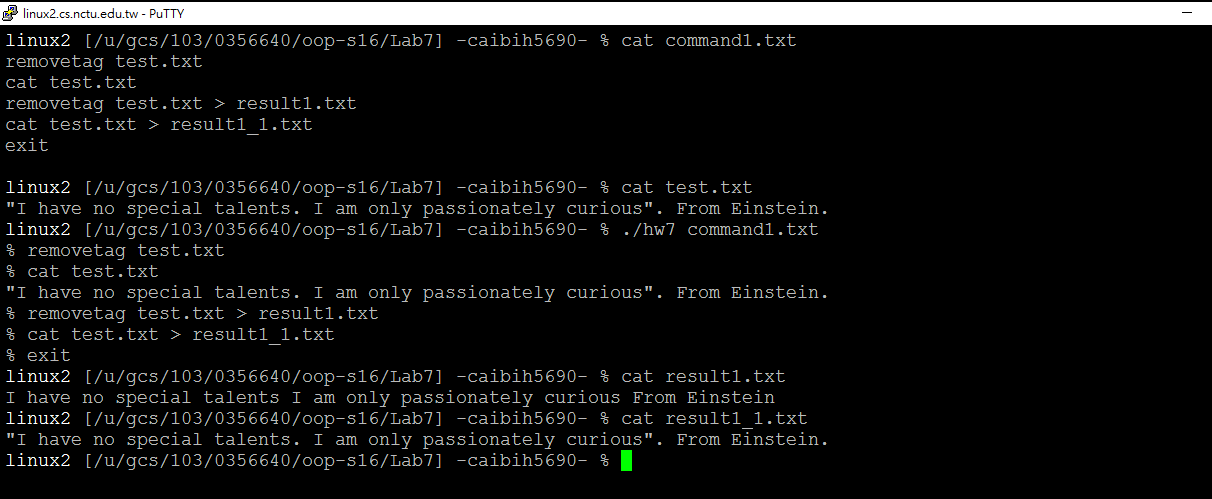 linux2.cs.nctu.edu.tw - PuTTY
linux2 [/u/gcs/103/0356640/oop-s16/Lab7] -caibih5690- % cat command1.txt
removetag test.txt
cat test.txt
removetag test.txt > result1.txt
cat test.txt > result1_1.txt
exit
linux2 [/u/gcs/103/0356640/oop-s16/Lab7] -caibih5690- % cat test.txt
"I have no special talents. I am only passionately curious". From Einstein.
linux2 [/u/gcs/103/0356640/oop-s16/Lab7] -caibih5690- % ./hw7 command1.txt
% removetag test.txt
% cat test.txt
"I have no special talents. I am only passionately curious". From Einstein.
% removetag test.txt > result1.txt
% cat test.txt > result1_1.txt
% exit
linux2 [/u/gcs/103/0356640/oop-s16/Lab7] -caibih5690- % cat result1.txt
I have no special talents I am only passionately curious From Einstein
linux2 [/u/gcs/103/0356640/oop-s16/Lab7] -caibih5690- % cat result1_1.txt
"I have no special talents. I am only passionately curious". From Einstein.
linux2 [/u/gcs/103/0356640/oop-s16/Lab7] -caibih5690- %